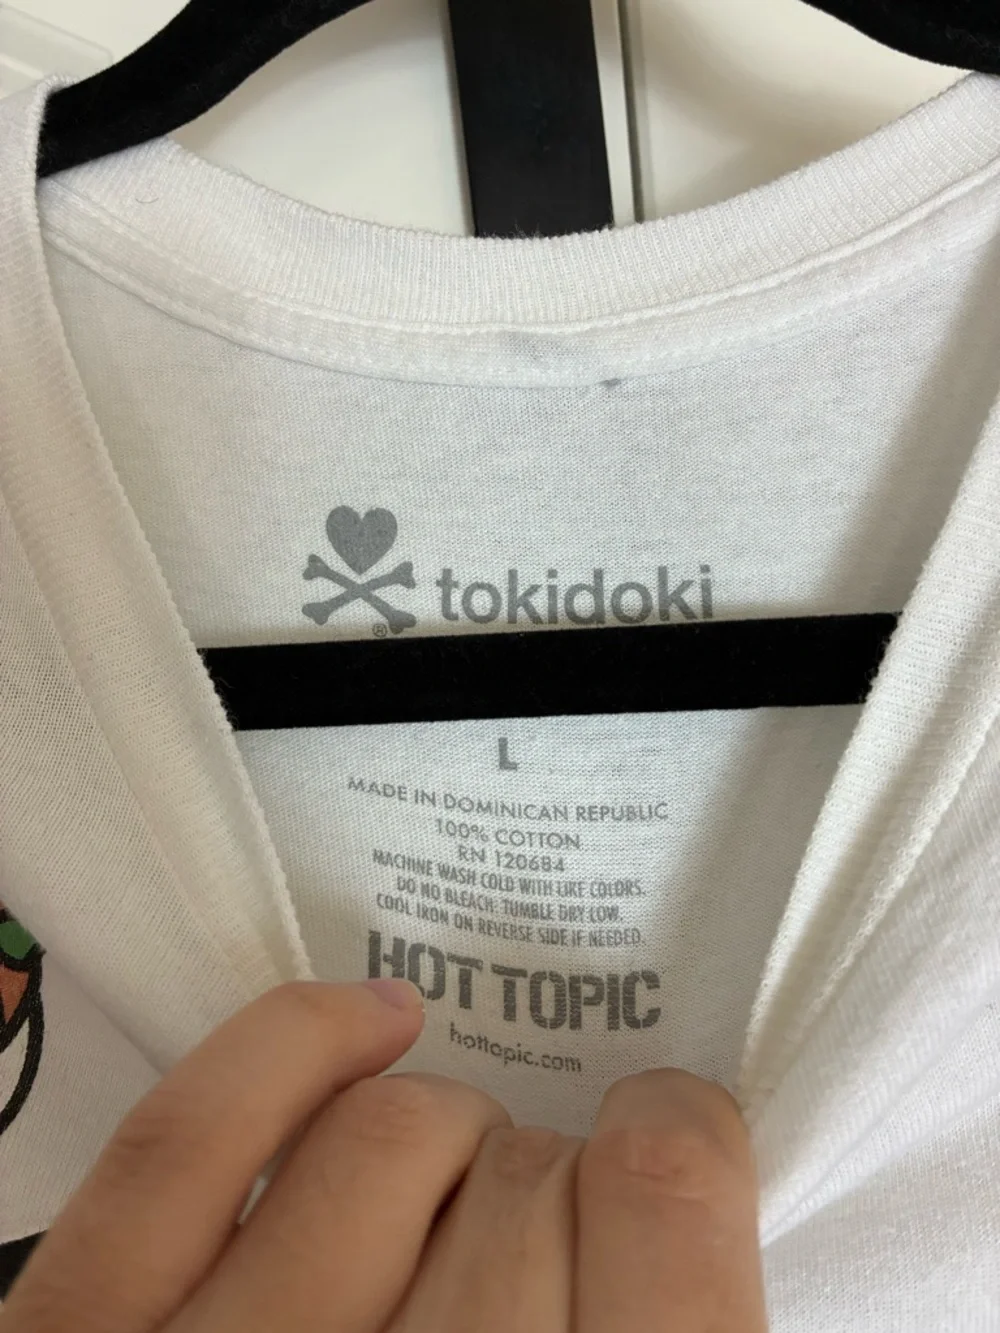 tokidoki
®
L
MADE IN DOMINICAN REPUBLIC
100% COTTON
RN 120684
MACHINE WASH COLD WITH LIKE COLORS.
DO NO BLEACH. TUMBLE DRY LOW.
COOL IRON ON REVERSE SIDE IF NEEDED.
HOT TOPIC
hottopic.com